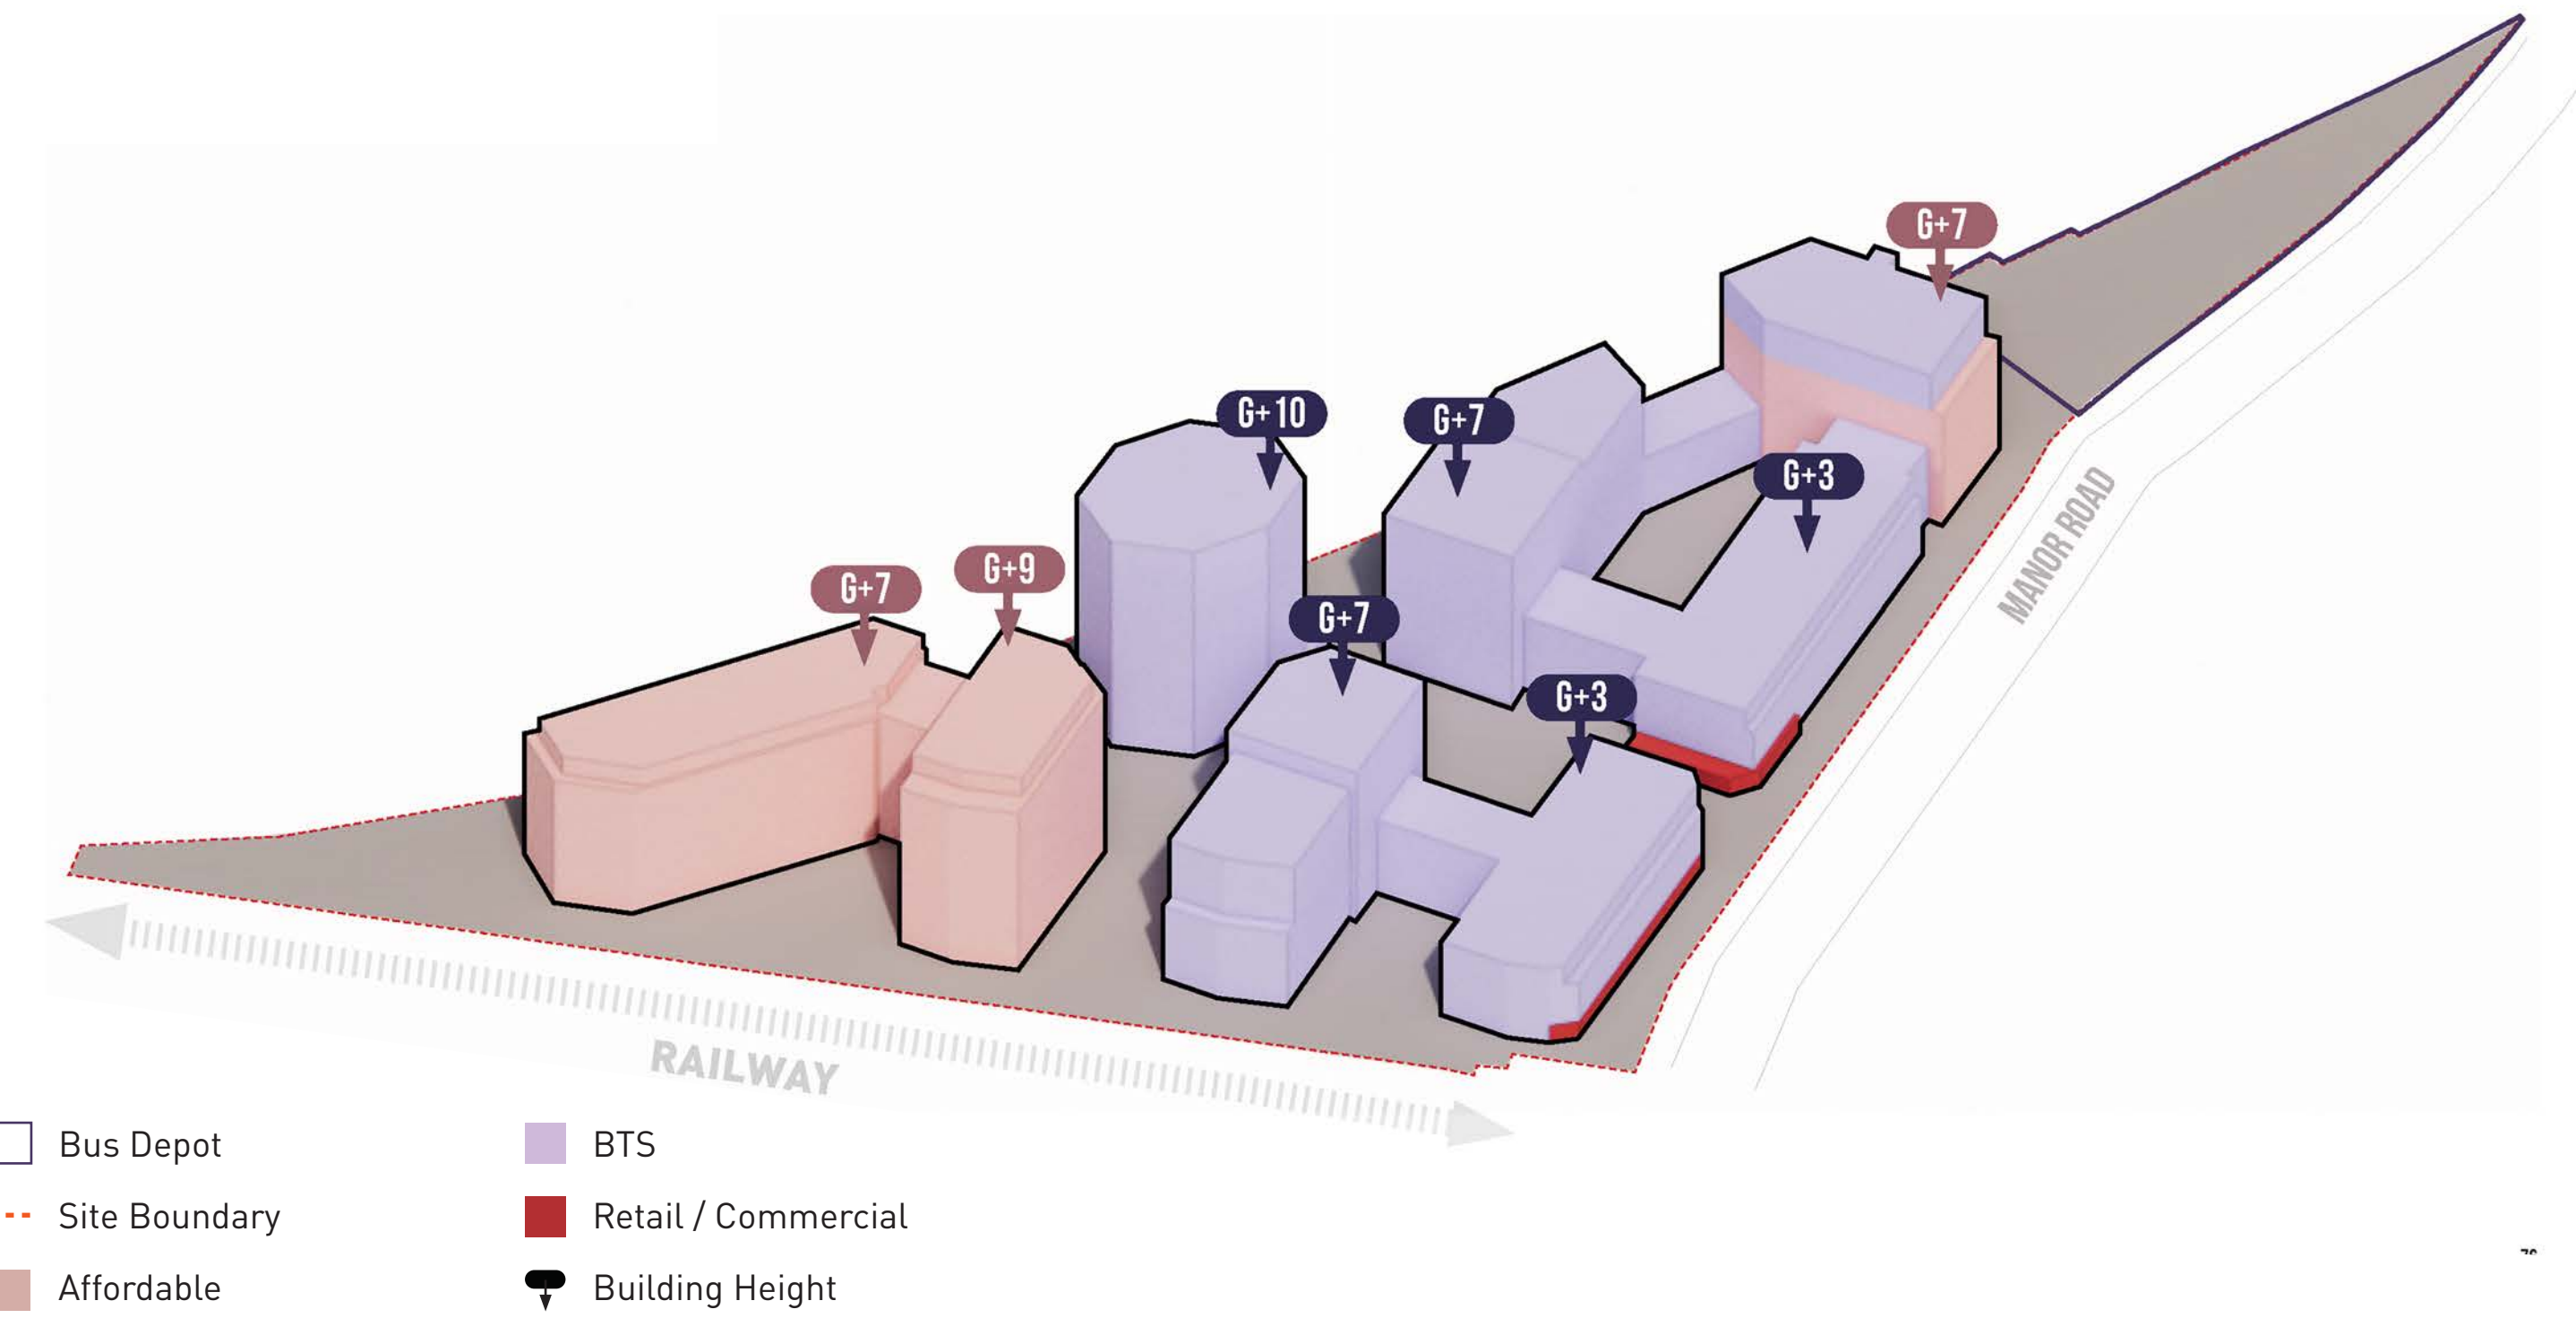 G+7
G+10
G+7
G+3
G+9
G+7
G+7
G+3
MANOR ROAD
RAILWAY
Bus Depot
BTS
Site Boundary
Retail / Commercial
Affordable
Building Height